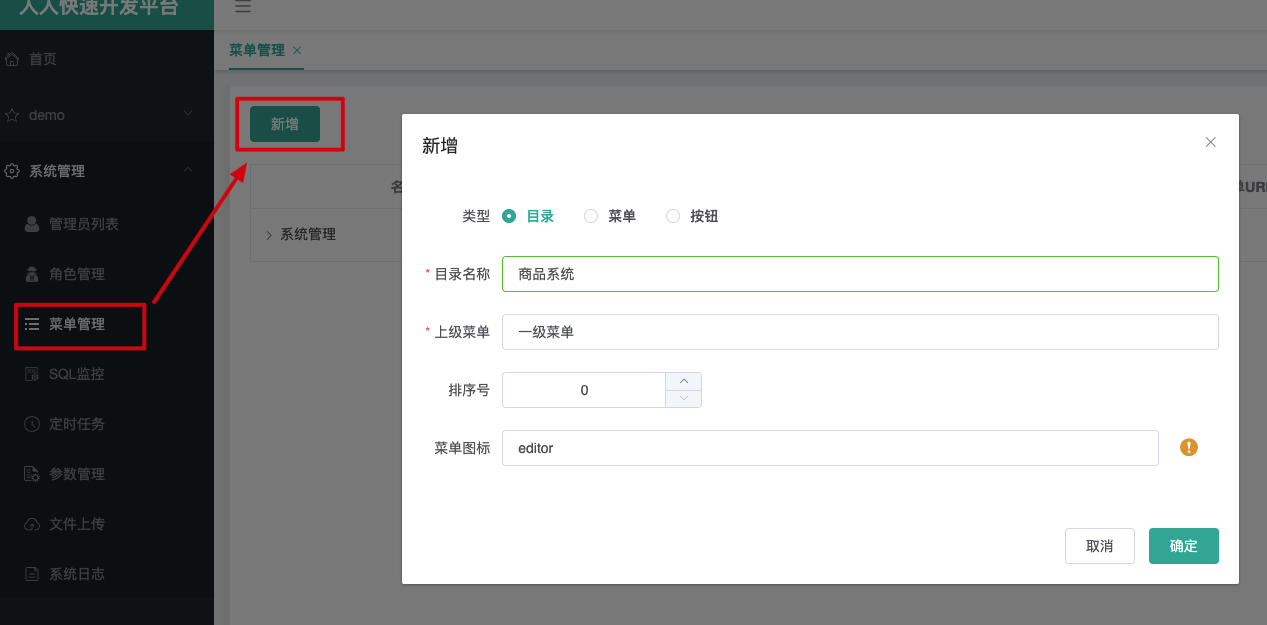 人人快速开发平台
首页
demo
系统管理
管理员列表
角色管理
菜单管理
SQL监控
定时任务
参数管理
文件上传
系统日志
菜单管理
新增
名
单UR
系统管理
新增
类型 目录 菜单 按钮
* 目录名称 商品系统
* 上级菜单 一级菜单
排序号 0
菜单图标 editor
取消 确定